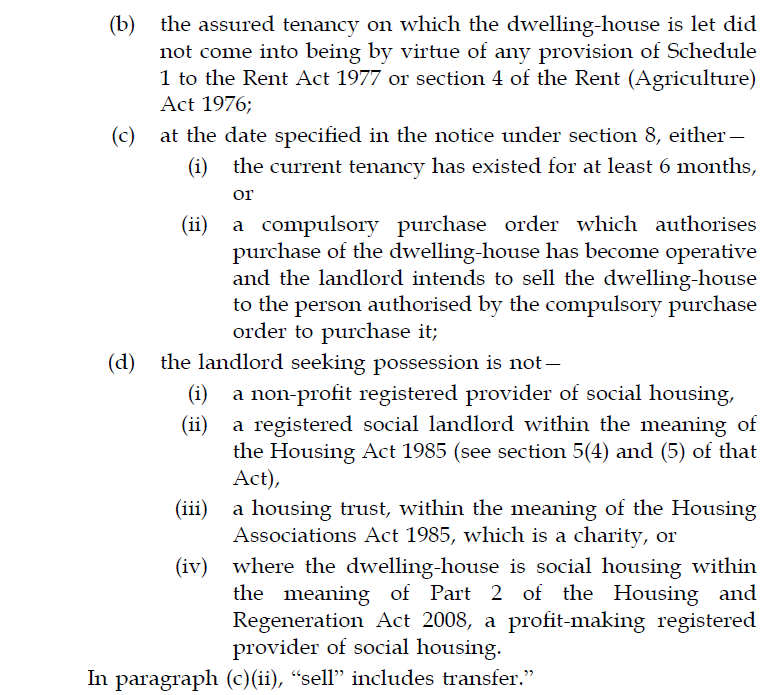 (b) the assured tenancy on which the dwelling-house is let did
not come into being by virtue of any provision of Schedule
1 to the Rent Act 1977 or section 4 of the Rent (Agriculture)
Act 1976;
(c) at the date specified in the notice under section 8, either—
(i) the current tenancy has existed for at least 6 months,
or
(ii) a compulsory purchase order which authorises
purchase of the dwelling-house has become operative
and the landlord intends to sell the dwelling-house
to the person authorised by the compulsory purchase
order to purchase it;
(d) the landlord seeking possession is not—
(i) a non-profit registered provider of social housing,
(ii) a registered social landlord within the meaning of
the Housing Act 1985 (see section 5(4) and (5) of that
Act),
(iii) a housing trust, within the meaning of the Housing
Associations Act 1985, which is a charity, or
(iv) where the dwelling-house is social housing within
the meaning of Part 2 of the Housing and
Regeneration Act 2008, a profit-making registered
provider of social housing.
In paragraph (c)(ii), “sell” includes transfer.”